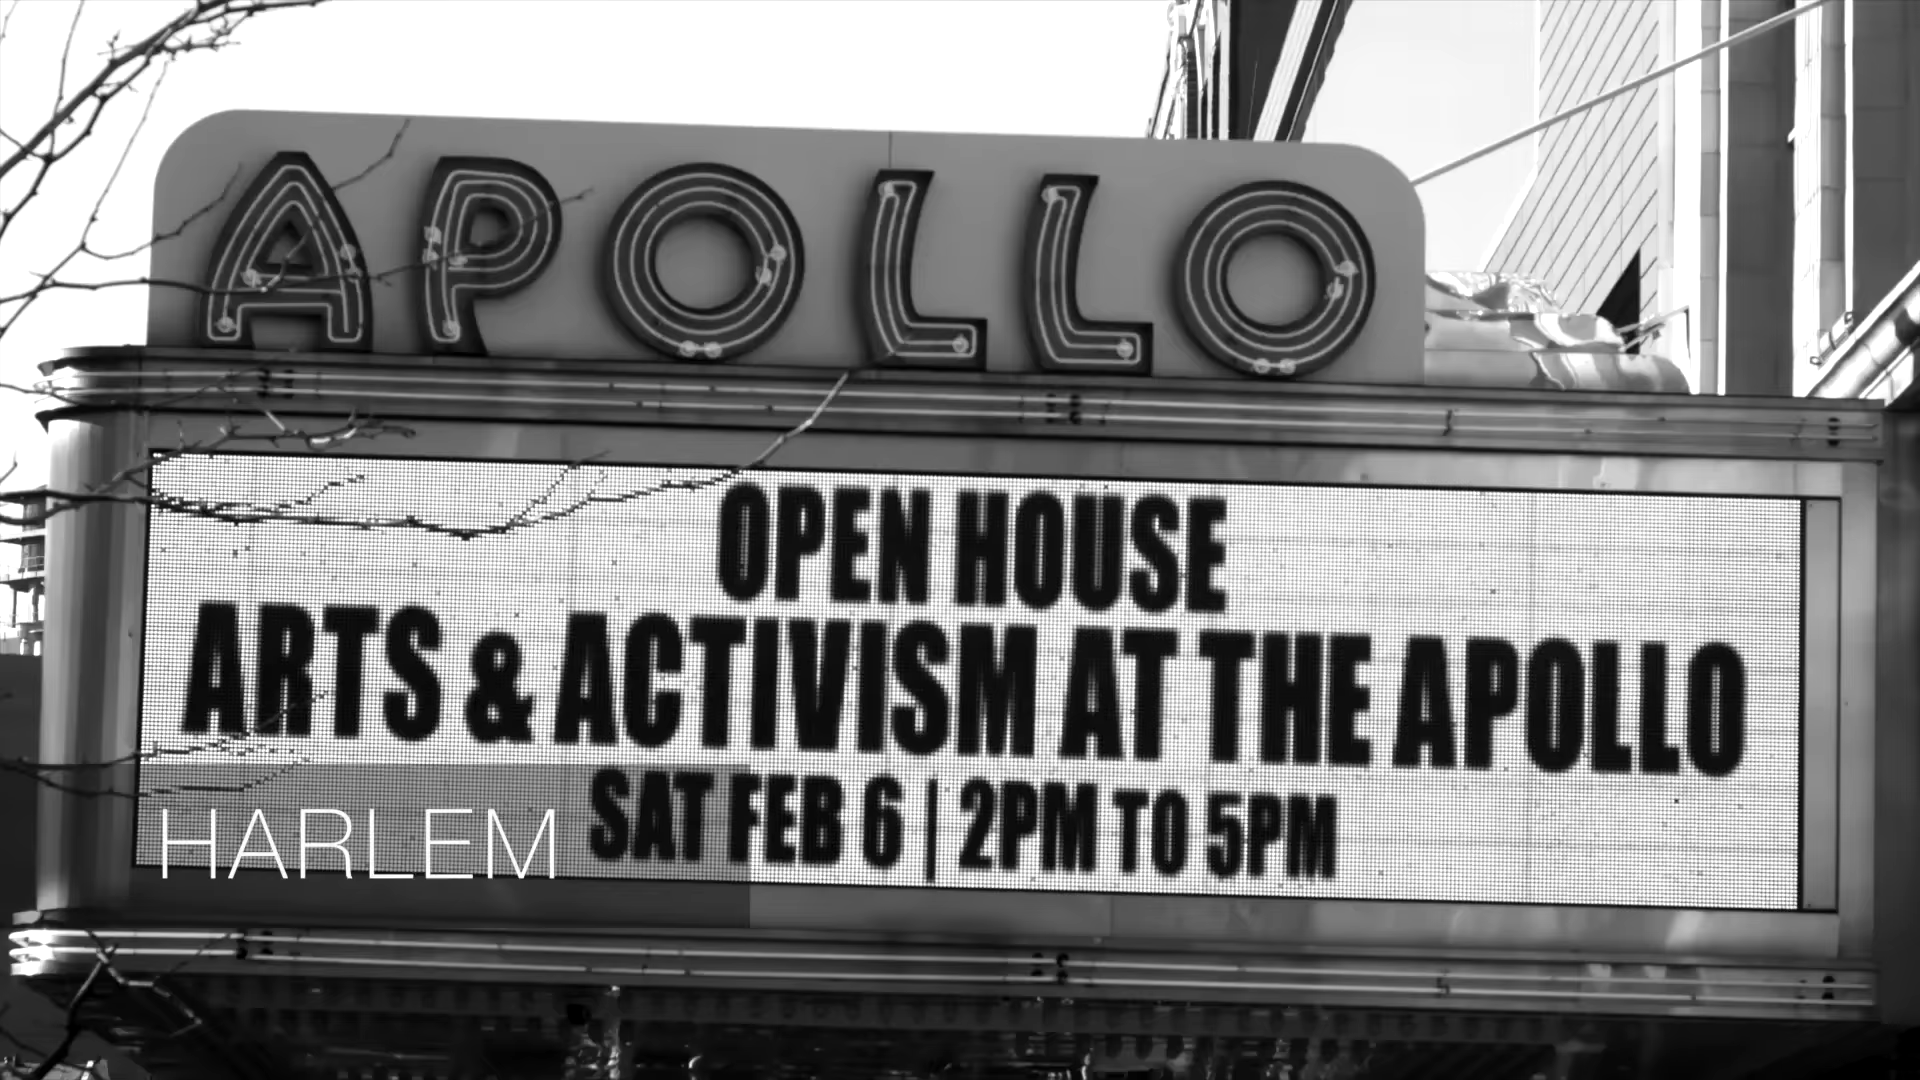 APOLLO
OPEN HOUSE
ARTS & ACTIVISM AT THE APOLLO
SAT FEB 6 | 2PM TO 5PM
HARLEM